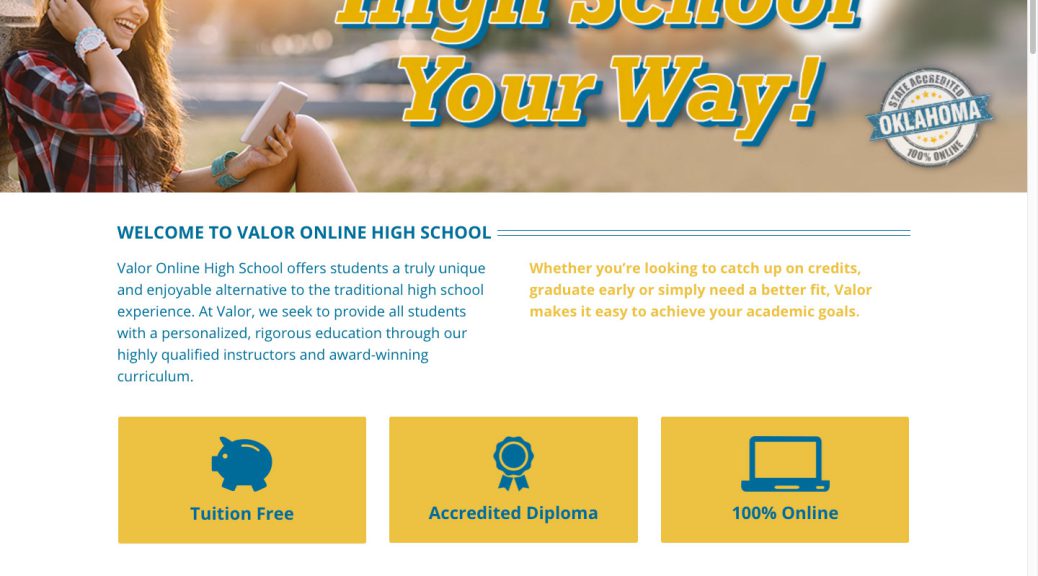 High School
Your Way!
STATE ACCREDITED
OKLAHOMA
100% ONLINE
WELCOME TO VALOR ONLINE HIGH SCHOOL
Valor Online High School offers students a truly unique
and enjoyable alternative to the traditional high school
experience. At Valor, we seek to provide all students
with a personalized, rigorous education through our
highly qualified instructors and award-winning
curriculum.
Whether you're looking to catch up on credits,
graduate early or simply need a better fit, Valor
makes it easy to achieve your academic goals.
Tuition Free
Accredited Diploma
100% Online